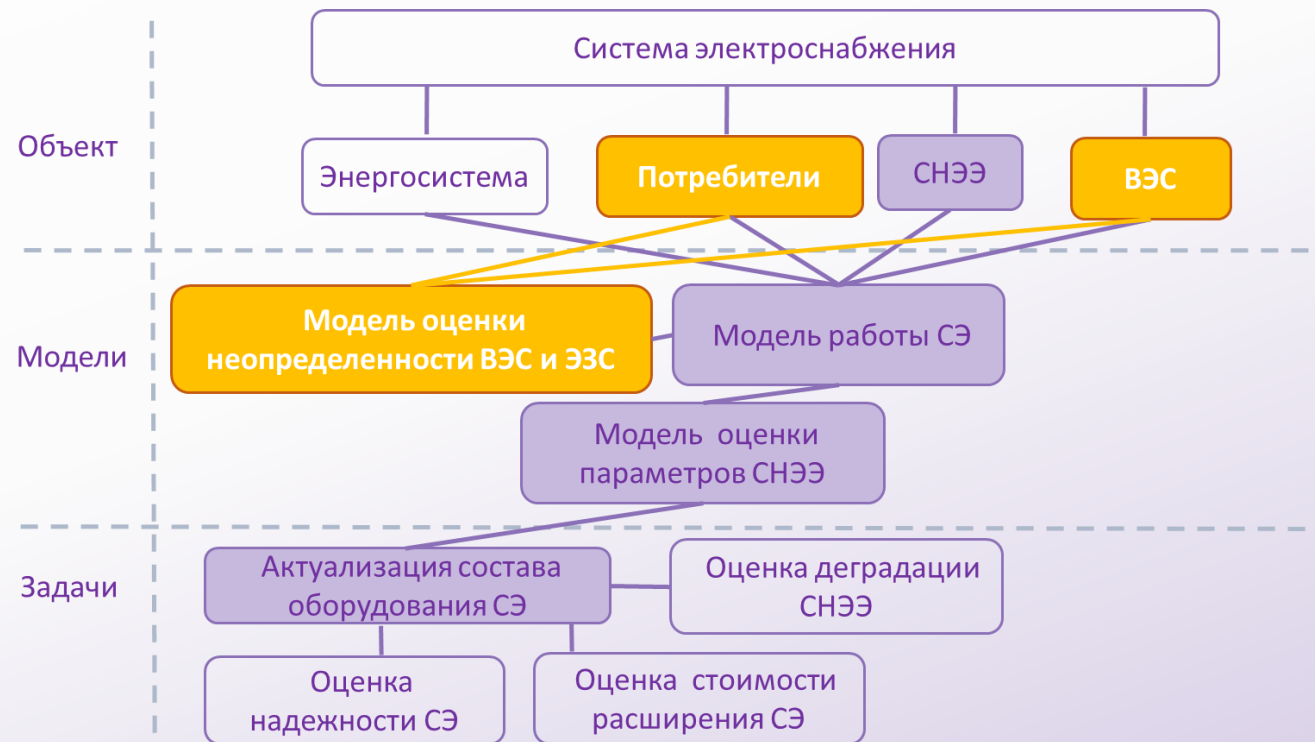 Система электроснабжения
Объект
Энергосистема
Потребители
СНЭЭ
ВЭС
Модели
Модель оценки
неопределенности ВЭС и ЭЗС
Модель работы СЭ
Модель оценки
параметров СНЭЭ
Задачи
Актуализация состава
оборудования СЭ
Оценка деградации
СНЭЭ
Оценка
надежности СЭ
Оценка стоимости
расширения СЭ